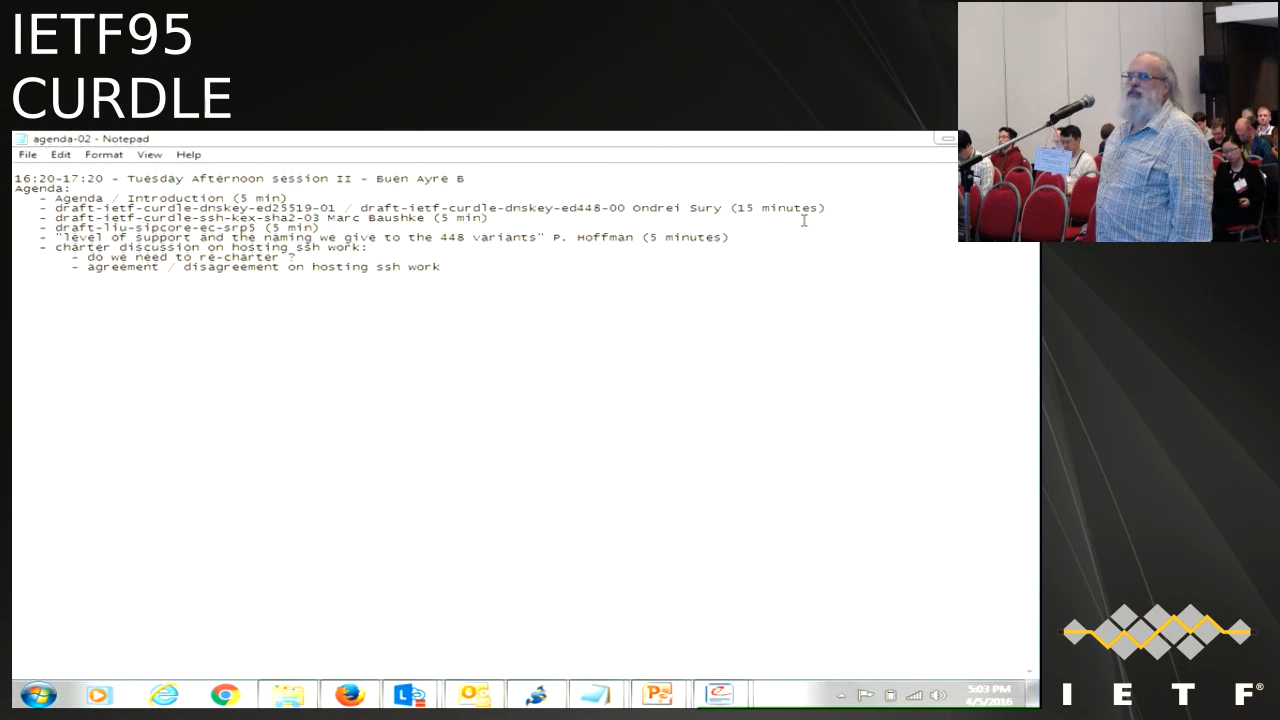 IETF95
CURDLE
agenda-02 - Notepad
File Edit Format View Help
16:20-17:20 - Tuesday Afternoon session II - Buen Ayre B
Agenda:
- Agenda / Introduction (5 min)
- draft-ietf-curdle-dnskey-ed25519-01 / draft-ietf-curdle-dnskey-ed448-00 Ondrei Sury (15 minutes)
- draft-ietf-curdle-ssh-kex-sha2-03 Marc Baushke (5 min)
- draft-liu-sipcore-ec-srp5 (5 min)
- "level of support and the naming we give to the 448 variants" P. Hoffman (5 minutes)
- charter discussion on hosting ssh work:
- do we need to re-charter ?
- agreement / disagreement on hosting ssh work
5:03 PM
4/5/2016
I E T F®